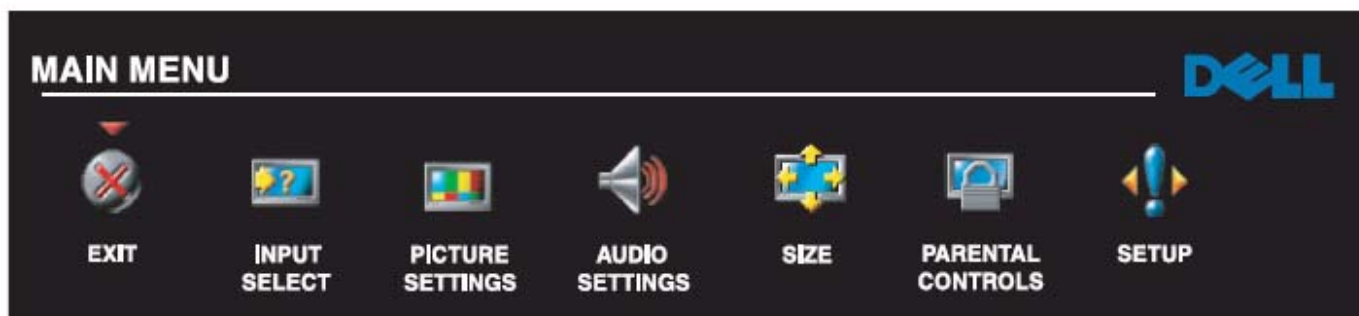 MAIN MENU
DELL
EXIT
INPUT
SELECT
PICTURE
SETTINGS
AUDIO
SETTINGS
SIZE
PARENTAL
CONTROLS
SETUP